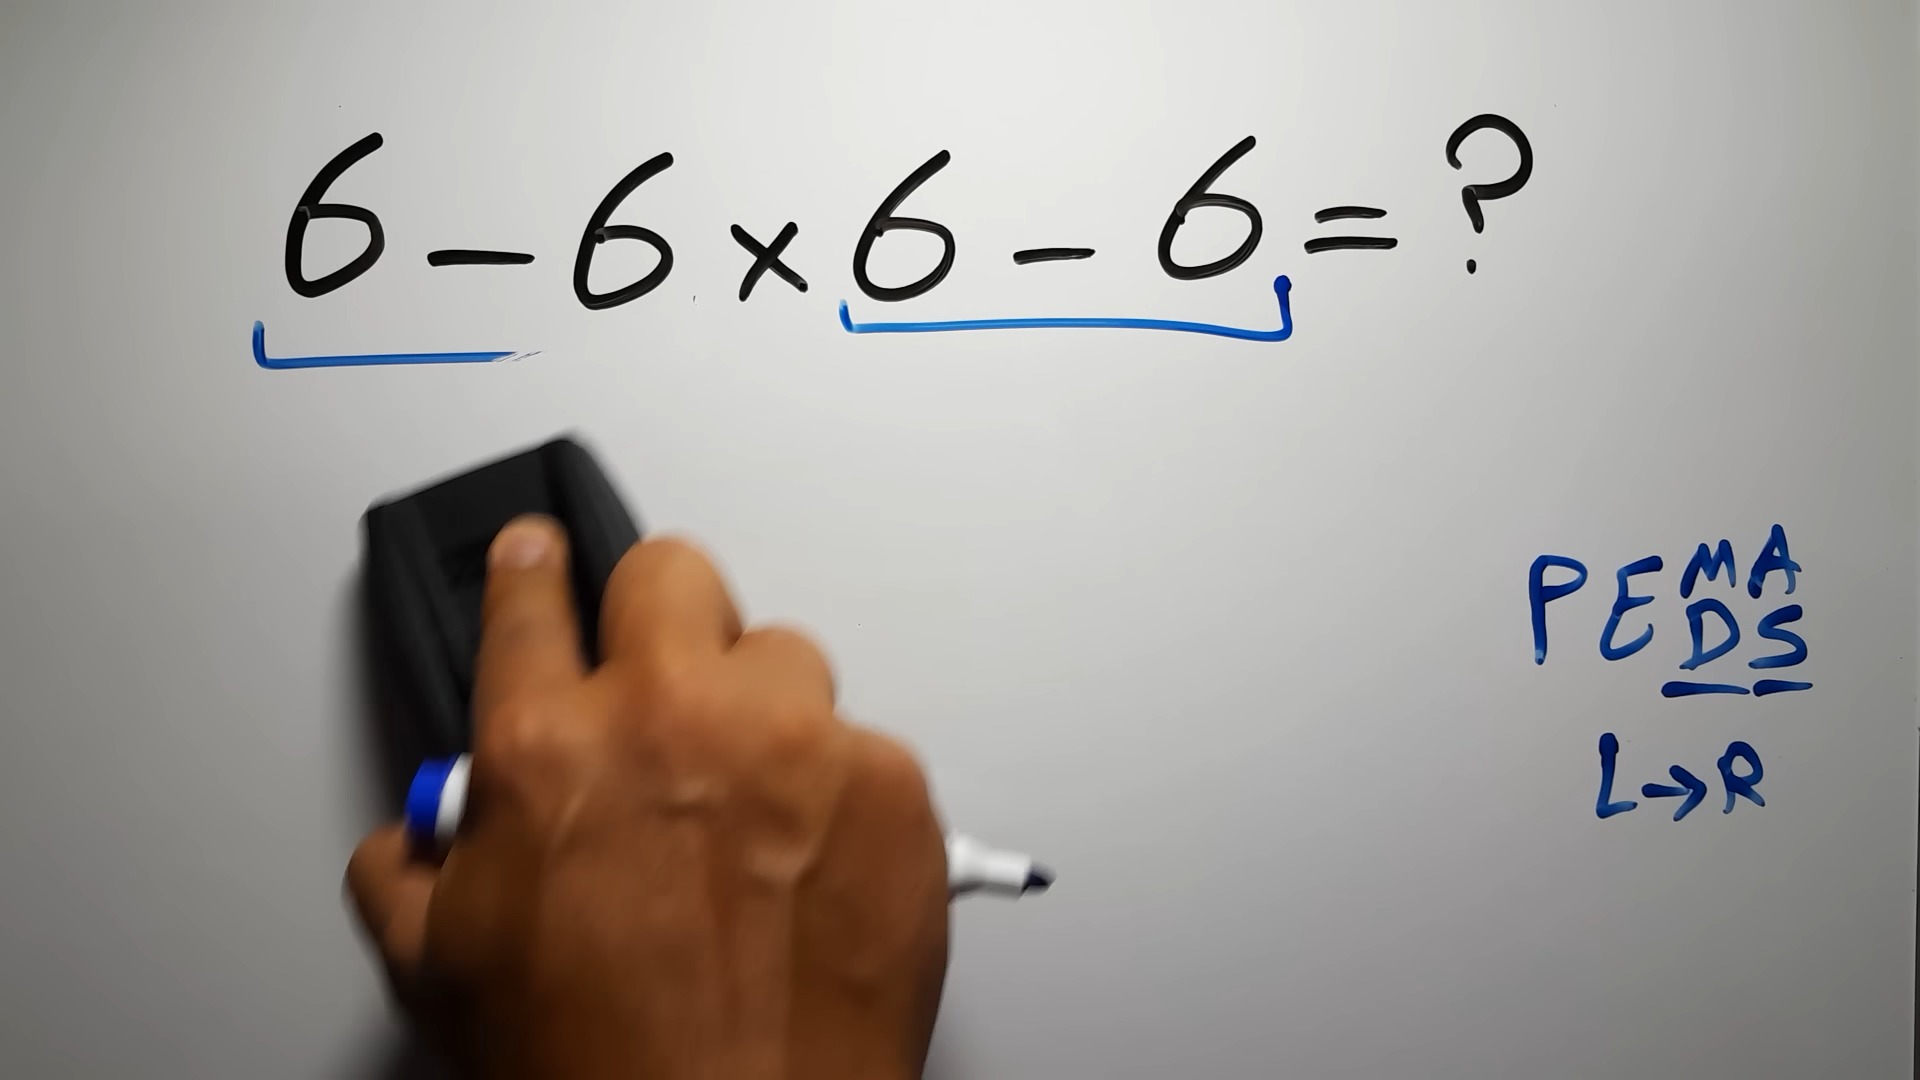 6 – 6 × 6 – 6 = ?
PEMA
DS
L→R